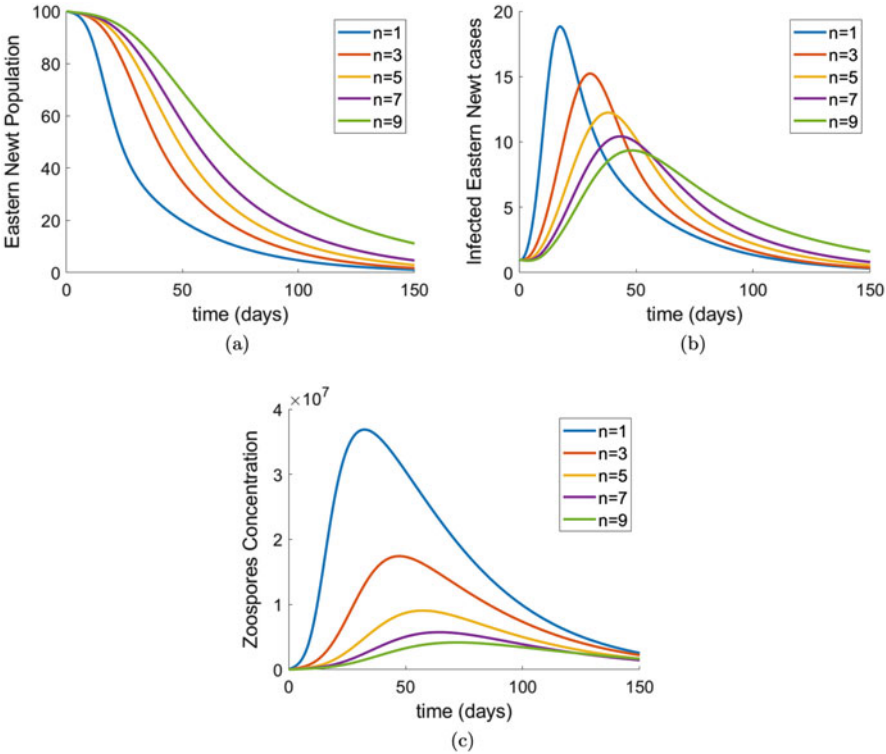 100
80
60
40
20
0
Eastern Newt Population
0 50 100 150
time (days)
n=1
n=3
n=5
n=7
n=9
(a)
20
15
10
5
0
Infected Eastern Newt cases
0 50 100 150
time (days)
n=1
n=3
n=5
n=7
n=9
(b)
×10⁷
4
3
2
1
0
Zoospores Concentration
0 50 100 150
time (days)
n=1
n=3
n=5
n=7
n=9
(c)